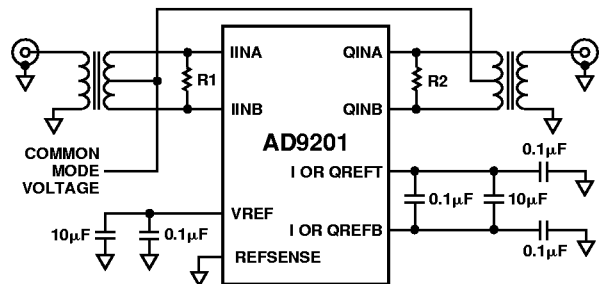 IINA
QINA
R1
R2
IINB
QINB
AD9201
COMMON
MODE
VOLTAGE
0.1µF
I OR QREFT
0.1µF
10µF
VREF
10µF
0.1µF
I OR QREFB
REFSENSE
0.1µF